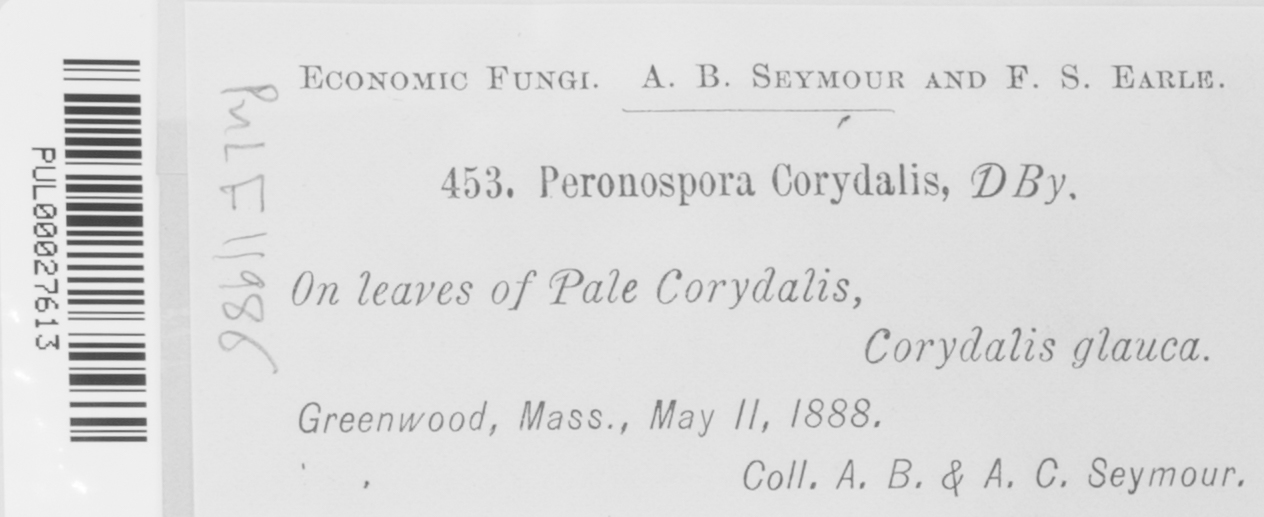 ECONOMIC FUNGI. A. B. SEYMOUR AND F. S. EARLE.
453. Peronospora Corydalis, DBy.
On leaves of Pale Corydalis,
Corydalis glauca.
Greenwood, Mass., May 11, 1888.
Coll. A. B. & A. C. Seymour.
PUL F11986
PUL00027613